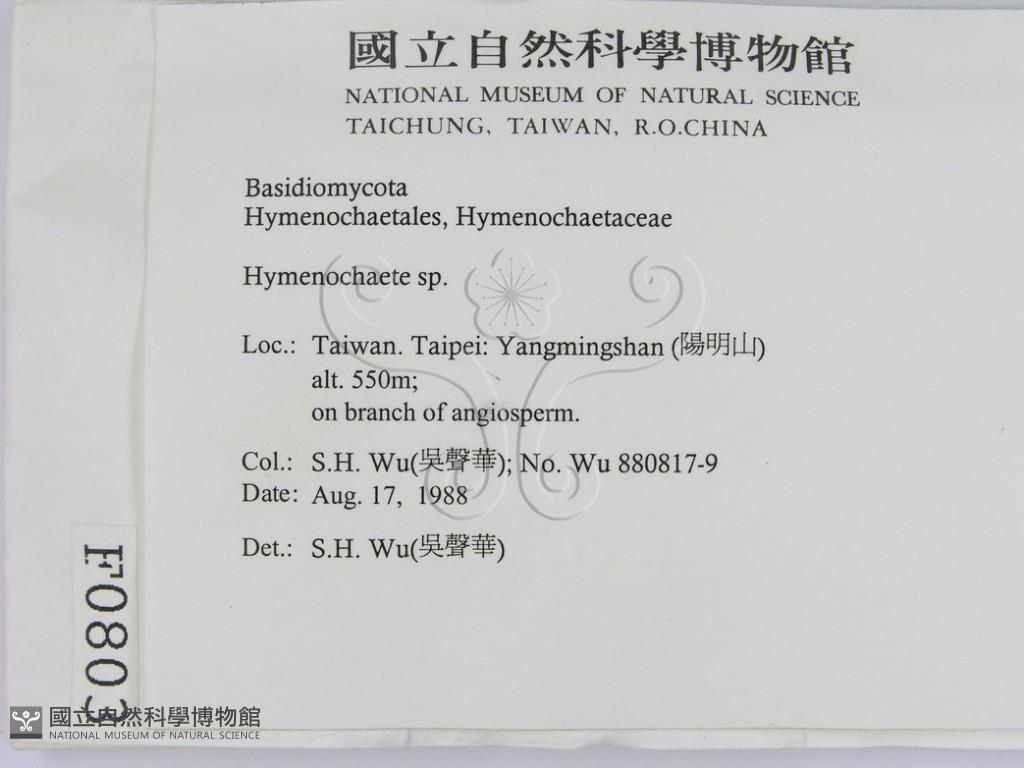 國立自然科學博物館
NATIONAL MUSEUM OF NATURAL SCIENCE
TAICHUNG, TAIWAN, R.O.CHINA
Basidiomycota
Hymenochaetales, Hymenochaetaceae
Hymenochaete sp.
Loc.: Taiwan. Taipei: Yangmingshan (陽明山)
alt. 550m;
on branch of angiosperm.
Col.: S.H. Wu(吳聲華); No. Wu 880817-9
Date: Aug. 17, 1988
Det.: S.H. Wu(吳聲華)
F0803
國立自然科學博物館
NATIONAL MUSEUM OF NATURAL SCIENCE